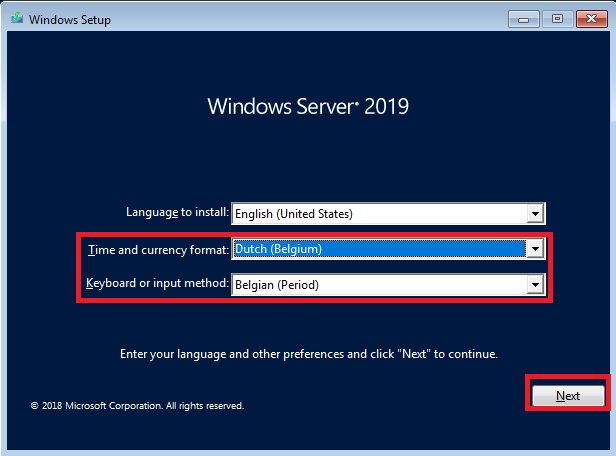 Windows Setup
Windows Server® 2019
Language to install: English (United States)
Time and currency format: Dutch (Belgium)
Keyboard or input method: Belgian (Period)
Enter your language and other preferences and click "Next" to continue.
Next
© 2018 Microsoft Corporation. All rights reserved.